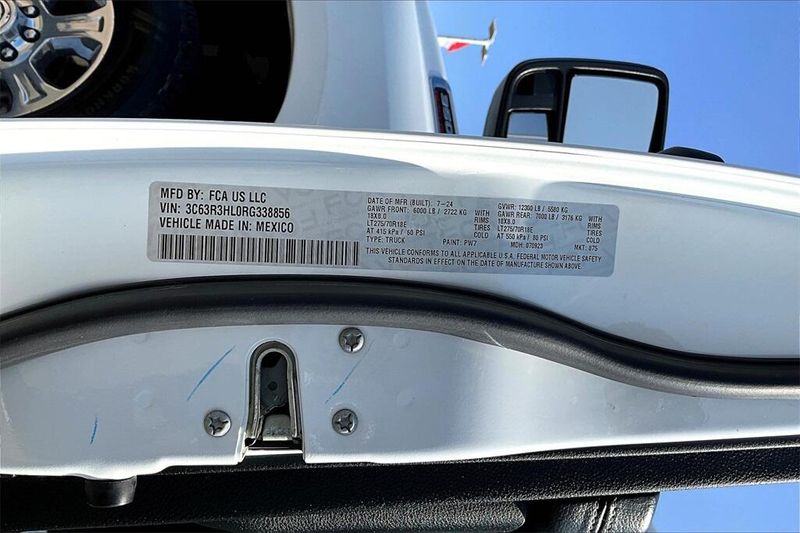 MFD BY: FCA US LLC
VIN: 3C63R3HL0RG338856
VEHICLE MADE IN: MEXICO
DATE OF MFR (BUILT): 7-24
GVWR: 12300 LB / 5580 KG
GAWR FRONT: 6000 LB / 2722 KG WITH
GAWR REAR: 7000 LB / 3176 KG WITH
18X8.0 RIMS
18X8.0 RIMS
LT275/70R18E TIRES
LT275/70R18E TIRES
AT 415 kPa / 60 PSI COLD
AT 550 kPa / 80 PSI COLD
TYPE: TRUCK PAINT: PW7 MDH: 070923 MKT: 875
THIS VEHICLE CONFORMS TO ALL APPLICABLE U.S.A. FEDERAL MOTOR VEHICLE SAFETY
STANDARDS IN EFFECT ON THE DATE OF MANUFACTURE SHOWN ABOVE.